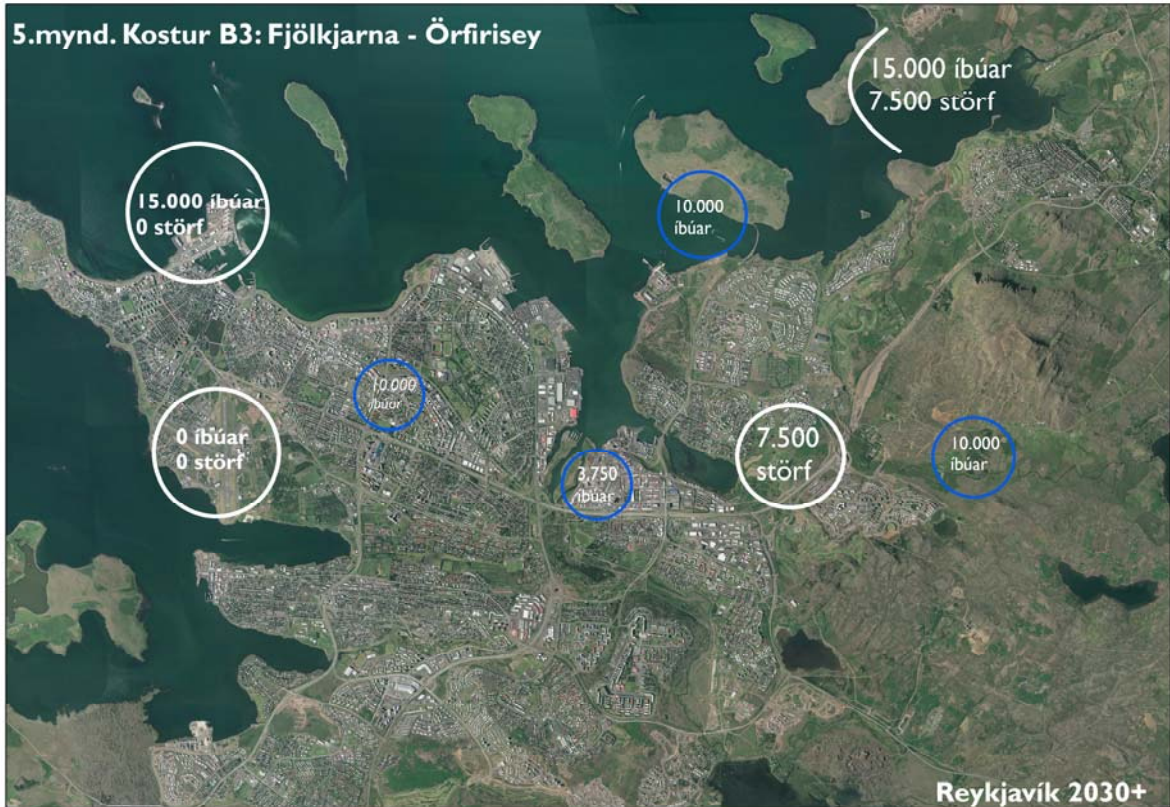 5.mynd. Kostur B3: Fjölkjarna - Örfirisey
15.000 íbúar
7.500 störf
15.000 íbúar
0 störf
10.000
íbúar
10.000
íbúar
0 íbúar
0 störf
7.500
störf
10.000
íbúar
3,750
íbúar
Reykjavík 2030+